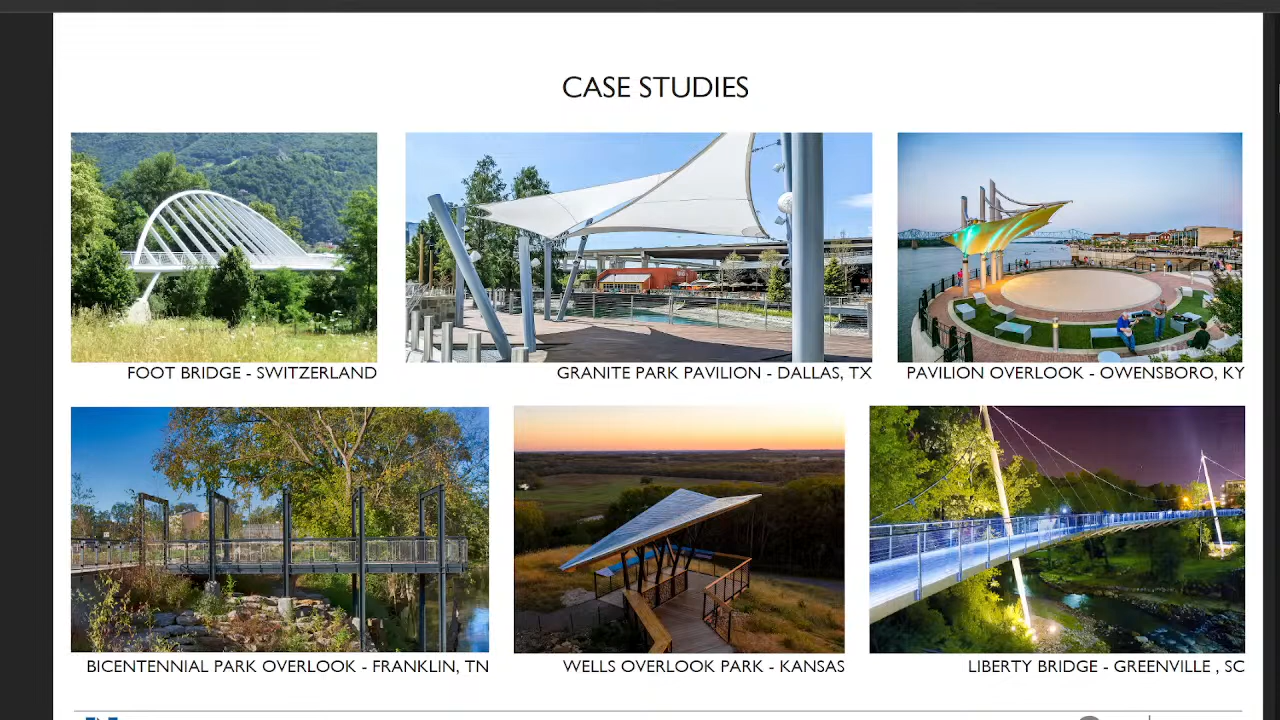 CASE STUDIES
FOOT BRIDGE - SWITZERLAND
GRANITE PARK PAVILION - DALLAS, TX
PAVILION OVERLOOK - OWENSBORO, KY
BICENTENNIAL PARK OVERLOOK - FRANKLIN, TN
WELLS OVERLOOK PARK - KANSAS
LIBERTY BRIDGE - GREENVILLE , SC